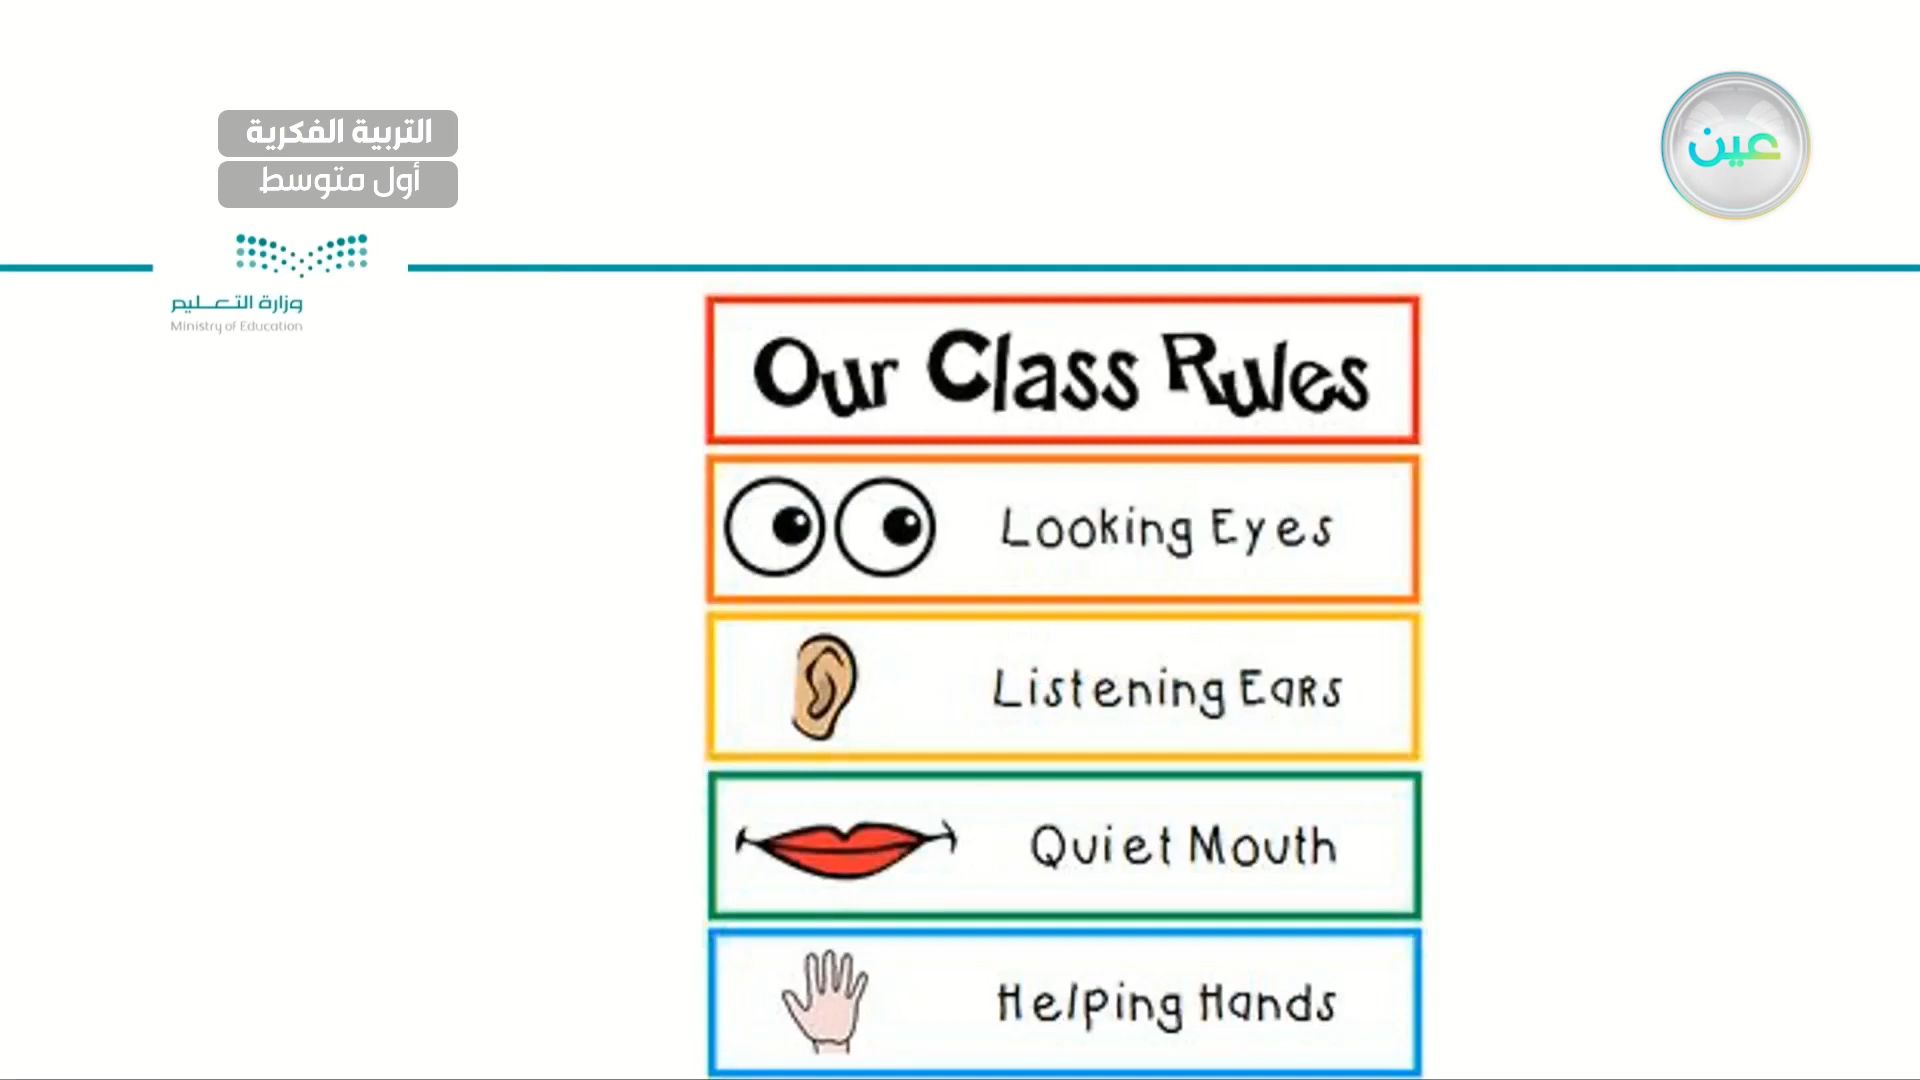 التربية الفكرية
أول متوسط
عين
وزارة التعليم
Ministry of Education
Our Class Rules
Looking Eyes
Listening Ears
Quiet Mouth
Helping Hands